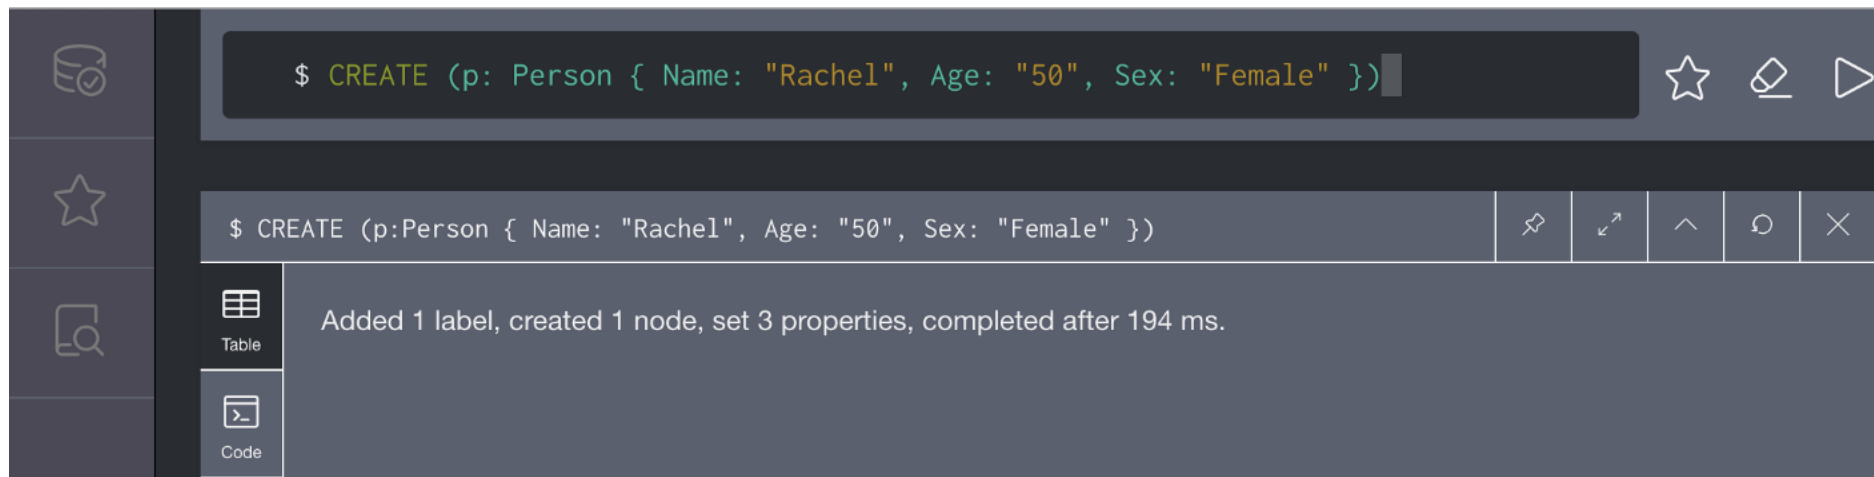 $ CREATE (p: Person { Name: "Rachel", Age: "50", Sex: "Female" })
$ CREATE (p:Person { Name: "Rachel", Age: "50", Sex: "Female" })
Table
Added 1 label, created 1 node, set 3 properties, completed after 194 ms.
Code